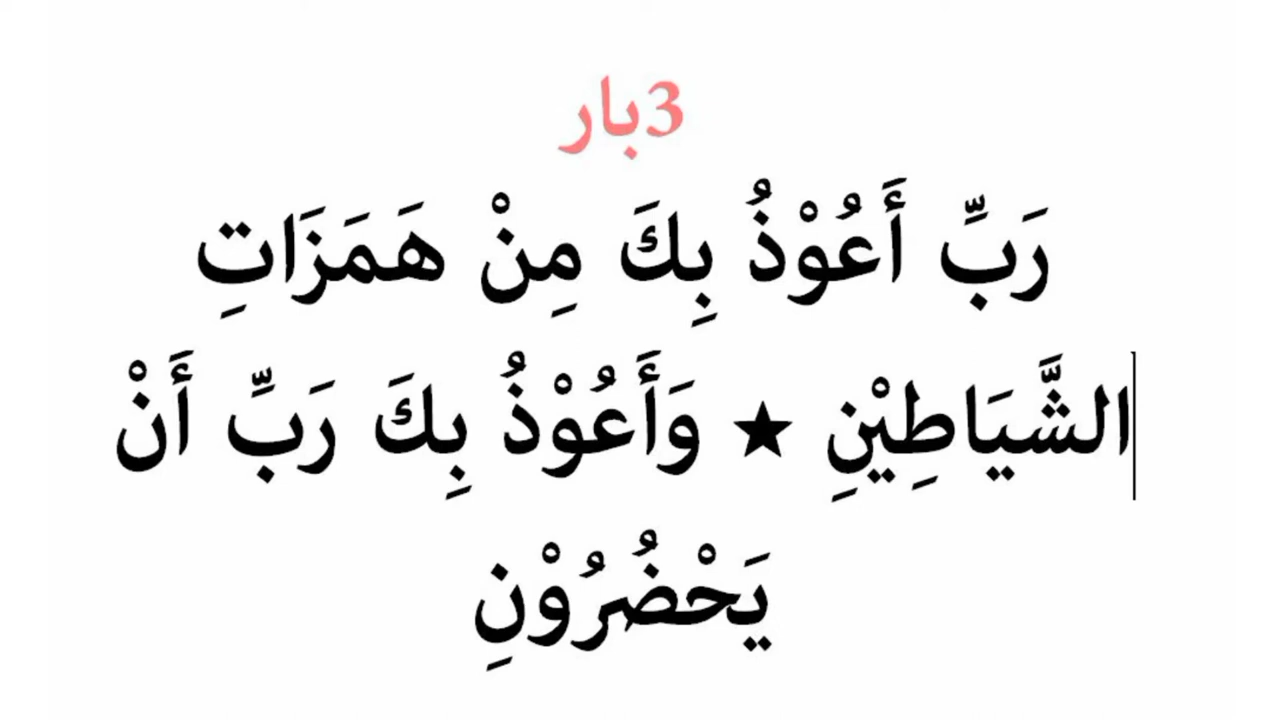 3بار
رَبِّ أَعُوْذُ بِكَ مِنْ هَمَزَاتِ
الشَّيَاطِيْنِ ★ وَأَعُوْذُ بِكَ رَبِّ أَنْ
يَحْضُرُوْنِ